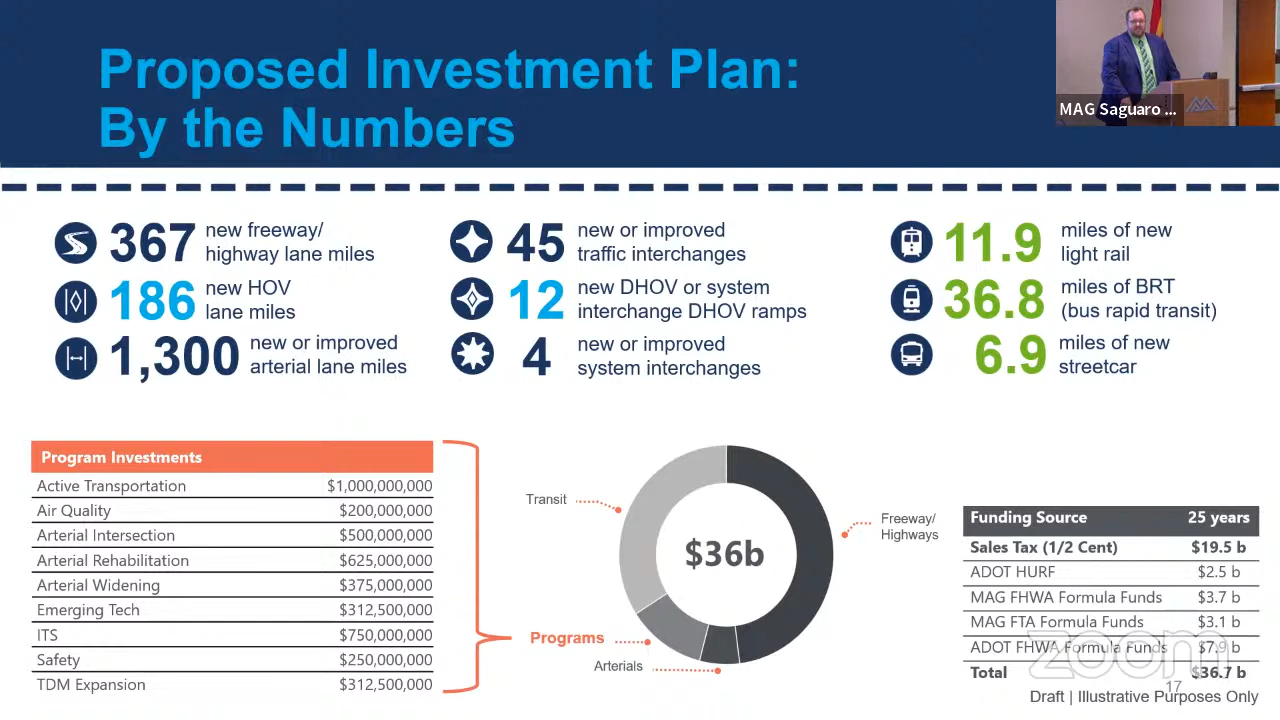 Proposed Investment Plan:
By the Numbers
MAG Saguaro ...
367 new freeway/
highway lane miles
186 new HOV
lane miles
1,300 new or improved
arterial lane miles
45 new or improved
traffic interchanges
12 new DHOV or system
interchange DHOV ramps
4 new or improved
system interchanges
11.9 miles of new
light rail
36.8 miles of BRT
(bus rapid transit)
6.9 miles of new
streetcar
Program Investments
Active Transportation $1,000,000,000
Air Quality $200,000,000
Arterial Intersection $500,000,000
Arterial Rehabilitation $625,000,000
Arterial Widening $375,000,000
Emerging Tech $312,500,000
ITS $750,000,000
Safety $250,000,000
TDM Expansion $312,500,000
Transit
Freeway/
Highways
$36b
Programs
Arterials
Funding Source 25 years
Sales Tax (1/2 Cent) $19.5 b
ADOT HURF $2.5 b
MAG FHWA Formula Funds $3.7 b
MAG FTA Formula Funds $3.1 b
ADOT FHWA Formula Funds $7.9 b
Total $36.7 b
zoom
17
Draft | Illustrative Purposes Only